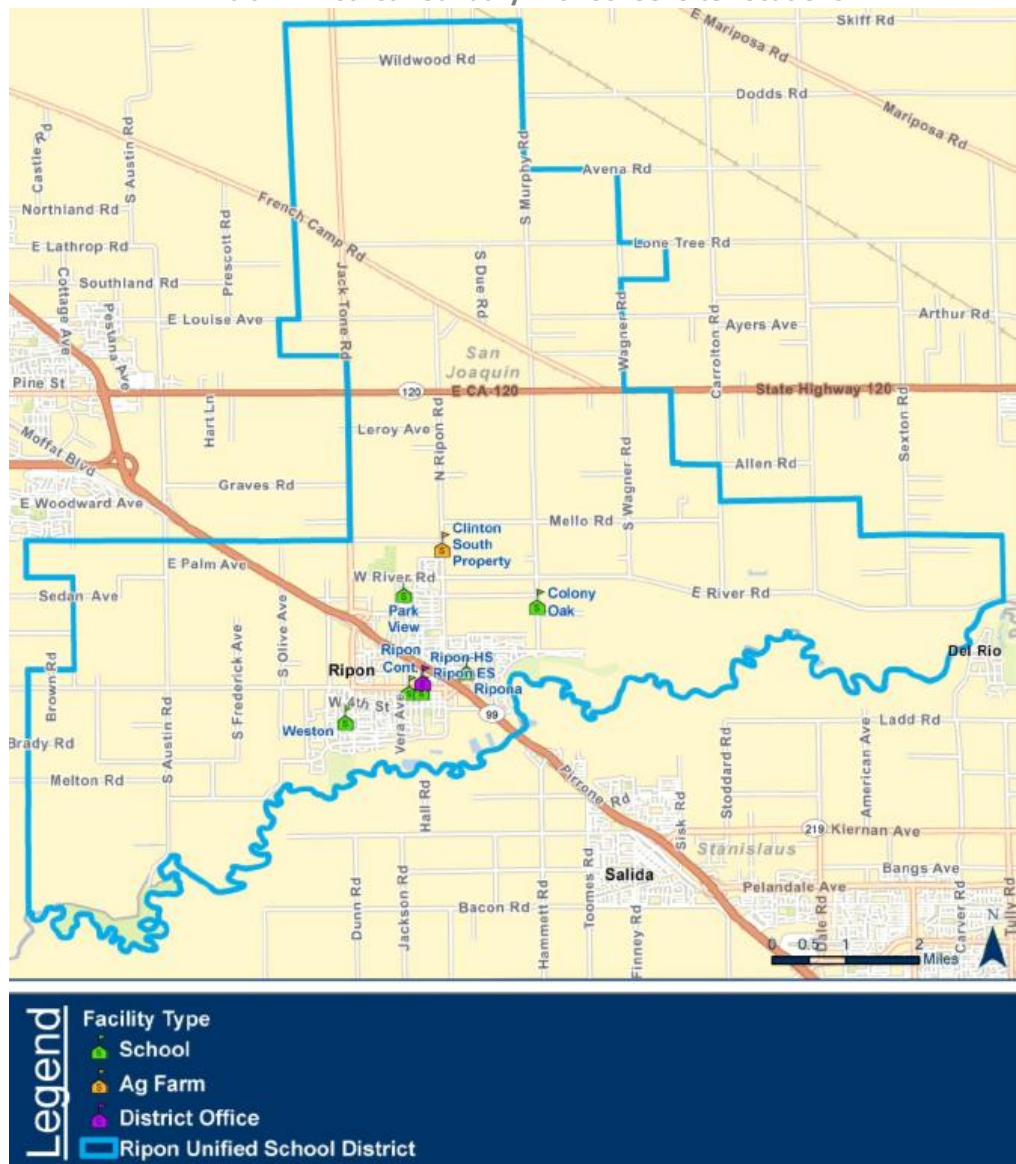 Skiff Rd
E Mariposa Rd
Wildwood Rd
Dodds Rd
Mariposa Rd
Castle Rd
S Austin Rd
S Murphy Rd
Avena Rd
Northland Rd
Prescott Rd
French Camp Rd
E Lathrop Rd
Lone Tree Rd
Cottage Ave
Southland Rd
Jack Tone Rd
S Due Rd
Pestana Ave
E Louise Ave
Wagner Rd
Carrolton Rd
Ayers Ave
Arthur Rd
San
Joaquin
Pine St
120
E CA-120
State Highway 120
Hart Ln
Leroy Ave
N Ripon Rd
Sexton Rd
Moffat Blvd
Graves Rd
Allen Rd
S Wagner Rd
E Woodward Ave
Mello Rd
Clinton
South
Property
E Palm Ave
W River Rd
Sedan Ave
Park
View
Colony
Oak
E River Rd
S Olive Ave
S Frederick Ave
Ripon
Ripon
Cont.
Ripon HS
Ripon ES
Ripona
Del Rio
Brown Rd
W 4th St
Vera Ave
Weston
99
Ladd Rd
Brady Rd
S Austin Rd
Melton Rd
Hall Rd
Pirrone Rd
Stoddard Rd
American Ave
Sisk Rd
219
Kiernan Ave
Stanislaus
Salida
Bangs Ave
Pelandale Ave
Dunn Rd
Jackson Rd
Bacon Rd
Hammett Rd
Toomes Rd
Finney Rd
Dale Rd
Carver Rd
Tully Rd
N
0 0.5 1 2
Miles
Legend
Facility Type
S School
S Ag Farm
S District Office
Ripon Unified School District